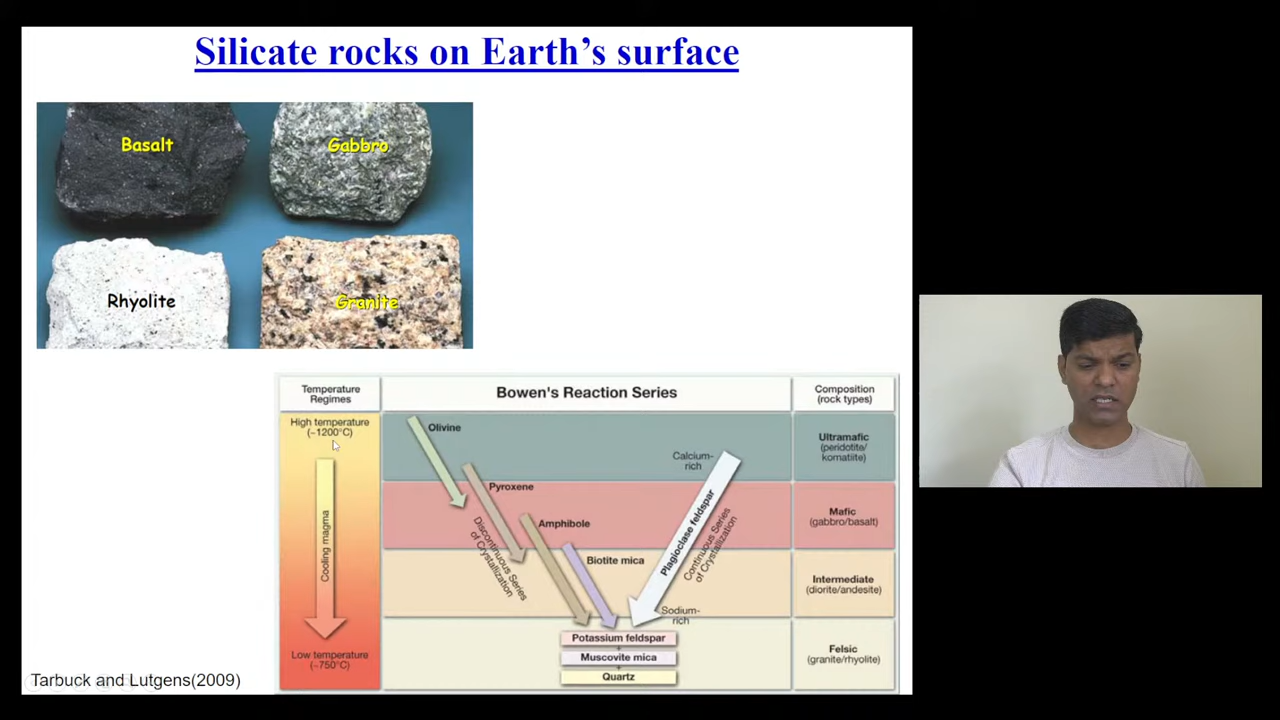 Silicate rocks on Earth's surface
Basalt
Gabbro
Rhyolite
Granite
Temperature
Regimes
Bowen's Reaction Series
Composition
(rock types)
High temperature
(~1200°C)
Cooling magma
Low temperature
(~750°C)
Olivine
Pyroxene
Amphibole
Biotite mica
Discontinuous Series
of Crystallization
Calcium-
rich
Plagioclase feldspar
Continuous Series
of Crystallization
Sodium-
rich
Potassium feldspar
+
Muscovite mica
+
Quartz
Ultramafic
(peridotite/
komatiite)
Mafic
(gabbro/basalt)
Intermediate
(diorite/andesite)
Felsic
(granite/rhyolite)
Tarbuck and Lutgens(2009)